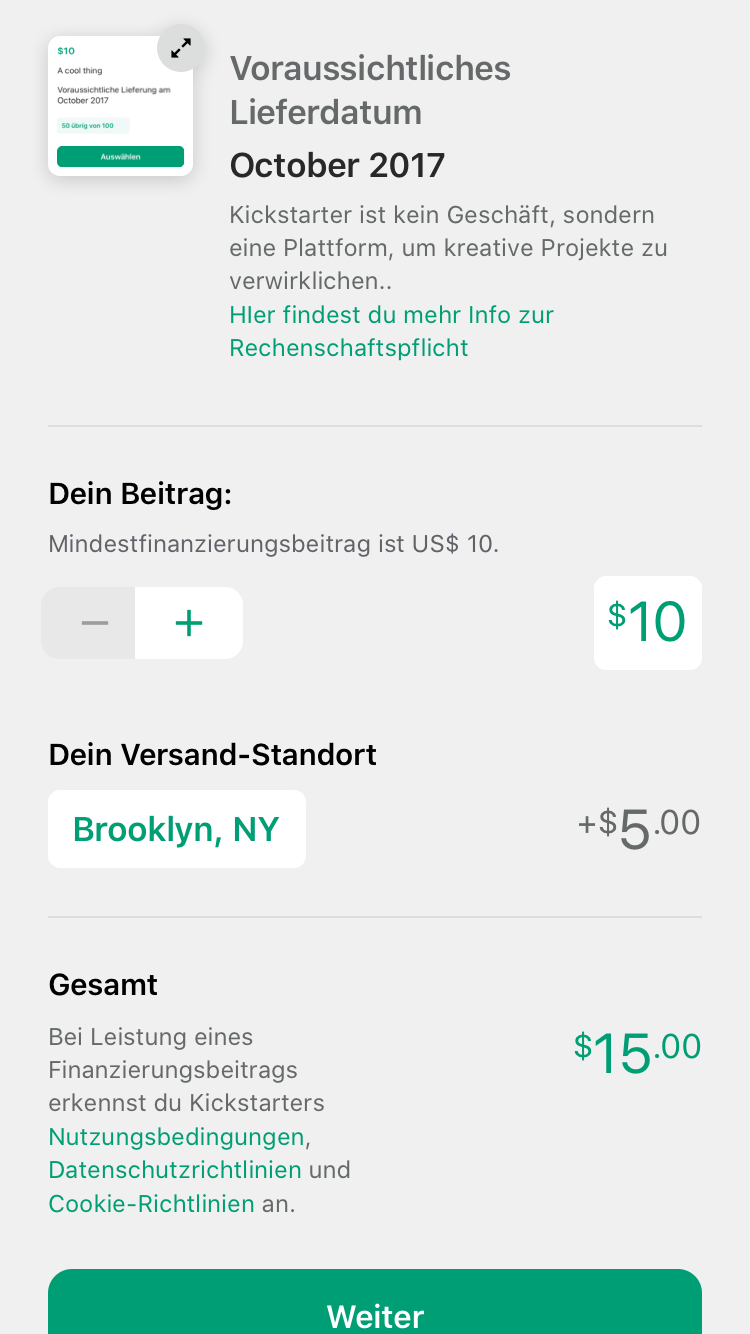 $10
A cool thing
Voraussichtliche Lieferung am
October 2017
50 übrig von 100
Auswählen
Voraussichtliches
Lieferdatum
October 2017
Kickstarter ist kein Geschäft, sondern
eine Plattform, um kreative Projekte zu
verwirklichen..
HIer findest du mehr Info zur
Rechenschaftspflicht
Dein Beitrag:
Mindestfinanzierungsbeitrag ist US$ 10.
$10
Dein Versand-Standort
Brooklyn, NY
+$5.00
Gesamt
$15.00
Bei Leistung eines
Finanzierungsbeitrags
erkennst du Kickstarters
Nutzungsbedingungen,
Datenschutzrichtlinien und
Cookie-Richtlinien an.
Weiter